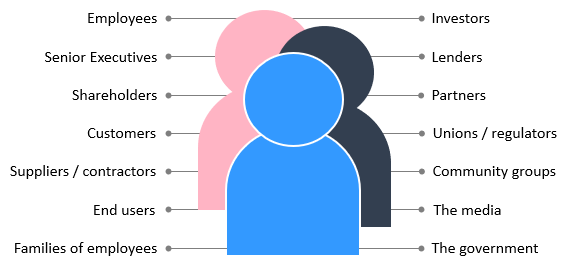 Employees
Investors
Senior Executives
Lenders
Shareholders
Partners
Customers
Unions / regulators
Suppliers / contractors
Community groups
End users
The media
Families of employees
The government